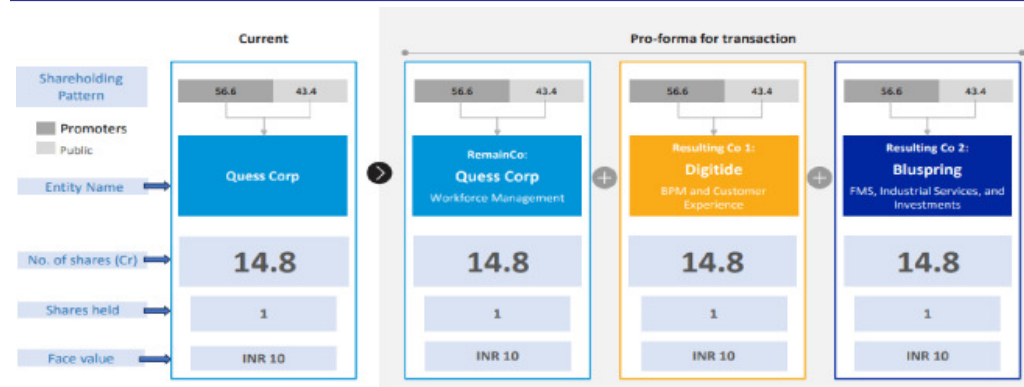 Current
Pro-forma for transaction
Shareholding
Pattern
Promoters
Public
56.6 43.4
56.6 43.4
56.6 43.4
56.6 43.4
Entity Name
Quess Corp
RemainCo:
Quess Corp
Workforce Management
Resulting Co 1:
Digitide
BPM and Customer
Experience
Resulting Co 2:
Bluspring
FMS, Industrial Services, and
Investments
No. of shares (Cr)
14.8
14.8
14.8
14.8
Shares held
1
1
1
1
Face value
INR 10
INR 10
INR 10
INR 10